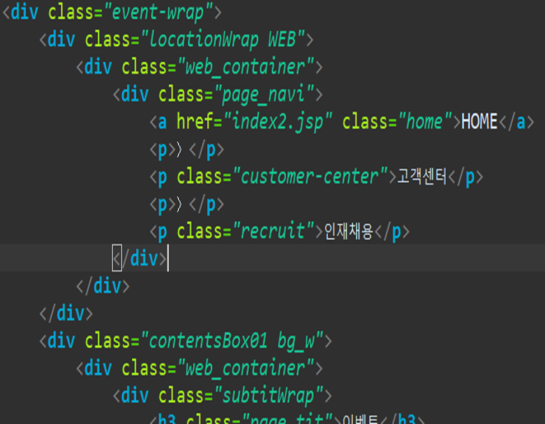 <div class="event-wrap">
<div class="locationWrap WEB">
<div class="web_container">
<div class="page_navi">
<a href="index2.jsp" class="home">HOME</a>
<p>〉</p>
<p class="customer-center">고객센터</p>
<p>〉</p>
<p class="recruit">인재채용</p>
</div>
</div>
</div>
<div class="contentsBox01 bg_w">
<div class="web_container">
<div class="subtitWrap">
<h3 class="page_tit">이벤트</h3>